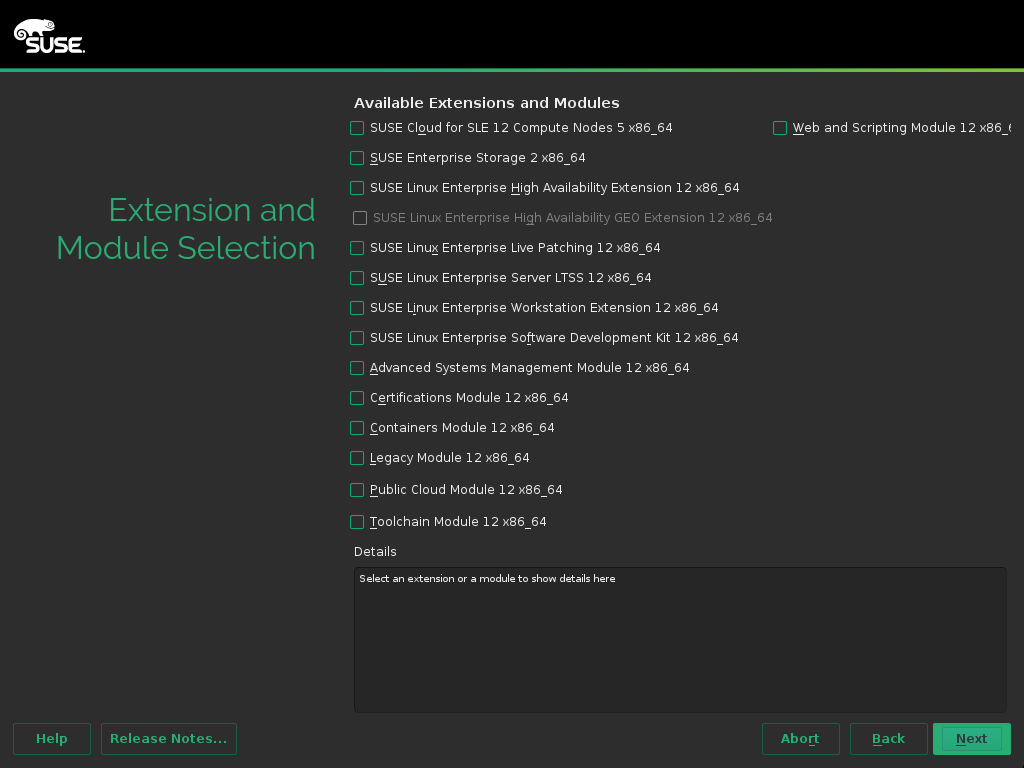 SUSE
Extension and
Module Selection
Available Extensions and Modules
SUSE Cloud for SLE 12 Compute Nodes 5 x86_64
SUSE Enterprise Storage 2 x86_64
SUSE Linux Enterprise High Availability Extension 12 x86_64
SUSE Linux Enterprise High Availability GEO Extension 12 x86_64
SUSE Linux Enterprise Live Patching 12 x86_64
SUSE Linux Enterprise Server LTSS 12 x86_64
SUSE Linux Enterprise Workstation Extension 12 x86_64
SUSE Linux Enterprise Software Development Kit 12 x86_64
Advanced Systems Management Module 12 x86_64
Certifications Module 12 x86_64
Containers Module 12 x86_64
Legacy Module 12 x86_64
Public Cloud Module 12 x86_64
Toolchain Module 12 x86_64
Web and Scripting Module 12 x86_6
Details
Select an extension or a module to show details here
Help
Release Notes...
Abort
Back
Next